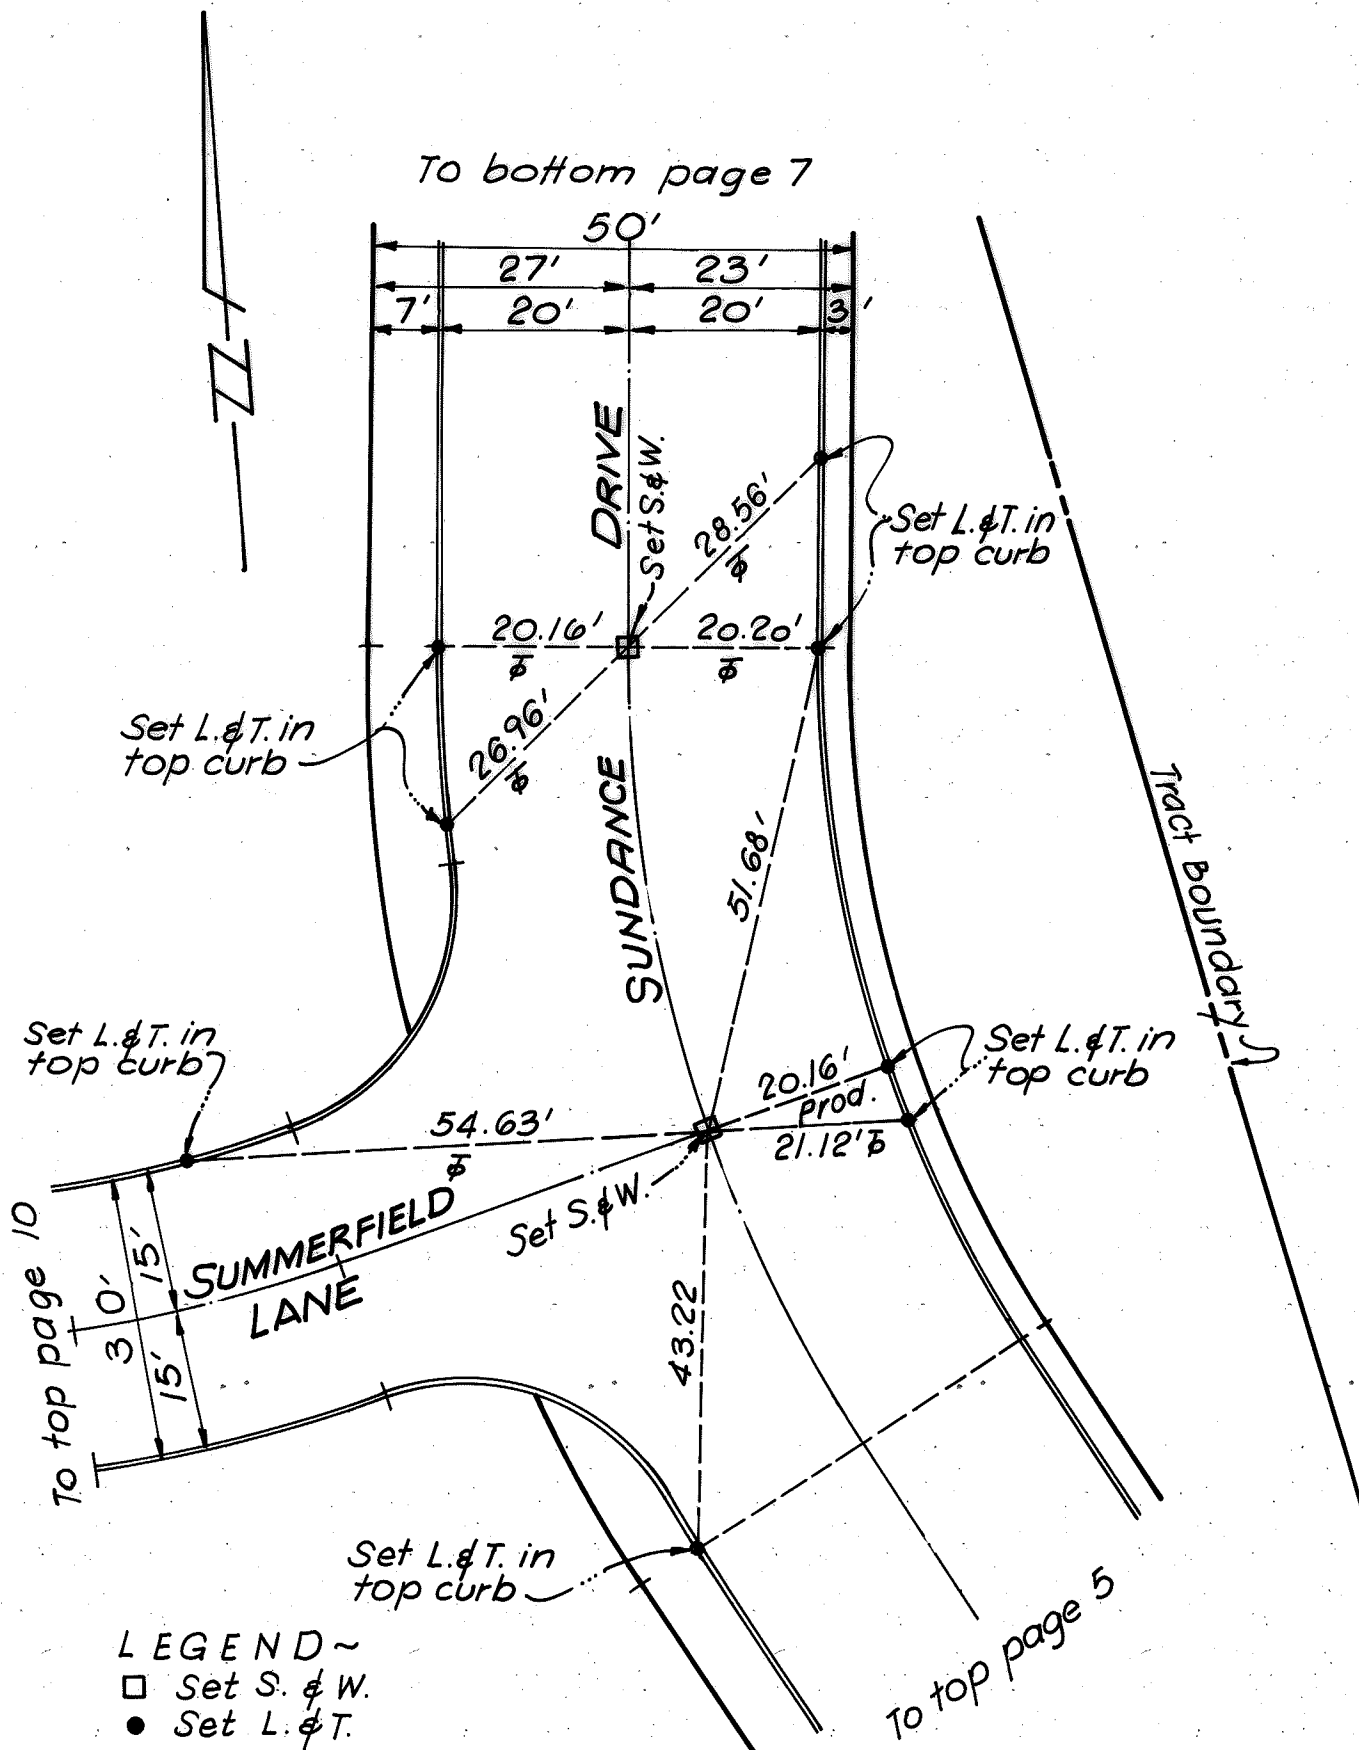 To bottom page 7
50'
27' 23'
7' 20' 20' 3'
DRIVE
Set S.&W.
28.56'
Set L.&T. in
top curb
20.16' 20.20'
26.96'
Set L.&T. in
top curb
SUNDANCE
51.68'
Tract Boundary
Set L.&T. in
top curb
Set L.&T. in
top curb
20.16'
Prod.
21.12'
54.63'
Set S.&W.
SUMMERFIELD
LANE
To top page 10
30'
15'
15'
43.22
Set L.&T. in
top curb
To top page 5
LEGEND~
Set S. & W.
Set L. & T.